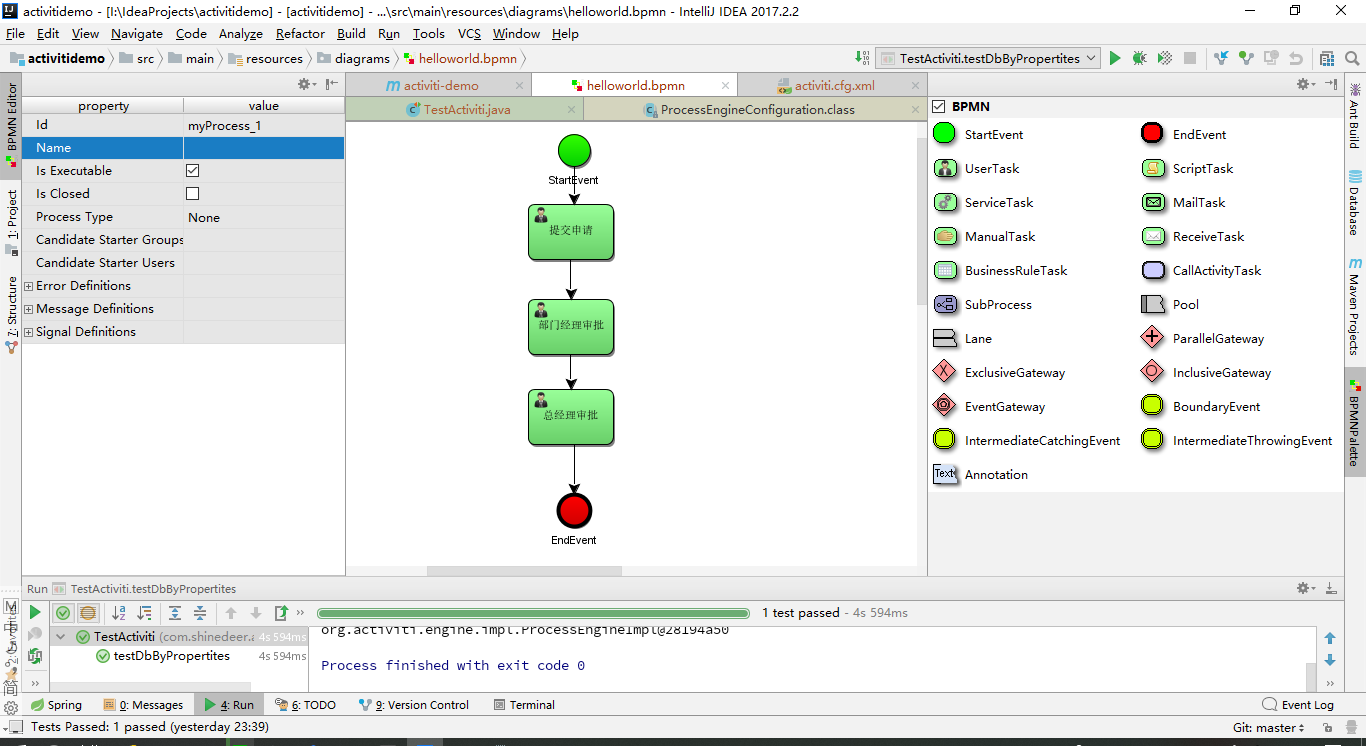 activitidemo - [I:\IdeaProjects\activitidemo] - [activitidemo] - ...\src\main\resources\diagrams\helloworld.bpmn - IntelliJ IDEA 2017.2.2
File Edit View Navigate Code Analyze Refactor Build Run Tools VCS Window Help
activitidemo src main resources diagrams helloworld.bpmn TestActiviti.testDbByPropertites
activiti-demo helloworld.bpmn activiti.cfg.xml
TestActiviti.java ProcessEngineConfiguration.class
BPMN Editor
1: Project
7: Structure
property value
Id myProcess_1
Name
Is Executable
Is Closed
Process Type None
Candidate Starter Groups
Candidate Starter Users
Error Definitions
Message Definitions
Signal Definitions
StartEvent
提交申请
部门经理审批
总经理审批
EndEvent
BPMN
StartEvent EndEvent
UserTask ScriptTask
ServiceTask MailTask
ManualTask ReceiveTask
BusinessRuleTask CallActivityTask
SubProcess Pool
Lane ParallelGateway
ExclusiveGateway InclusiveGateway
EventGateway BoundaryEvent
IntermediateCatchingEvent IntermediateThrowingEvent
Text Annotation
Ant Build
Database
Maven Projects
BPMNPalette
Run TestActiviti.testDbByPropertites
1 test passed - 4s 594ms
TestActiviti (com.shinedeer.a 4s 594ms
testDbByPropertites 4s 594ms
org.activiti.engine.impl.ProcessEngineImpl@28194a50
Process finished with exit code 0
Spring 0: Messages 4: Run 6: TODO 9: Version Control Terminal Event Log
Tests Passed: 1 passed (yesterday 23:39) Git: master